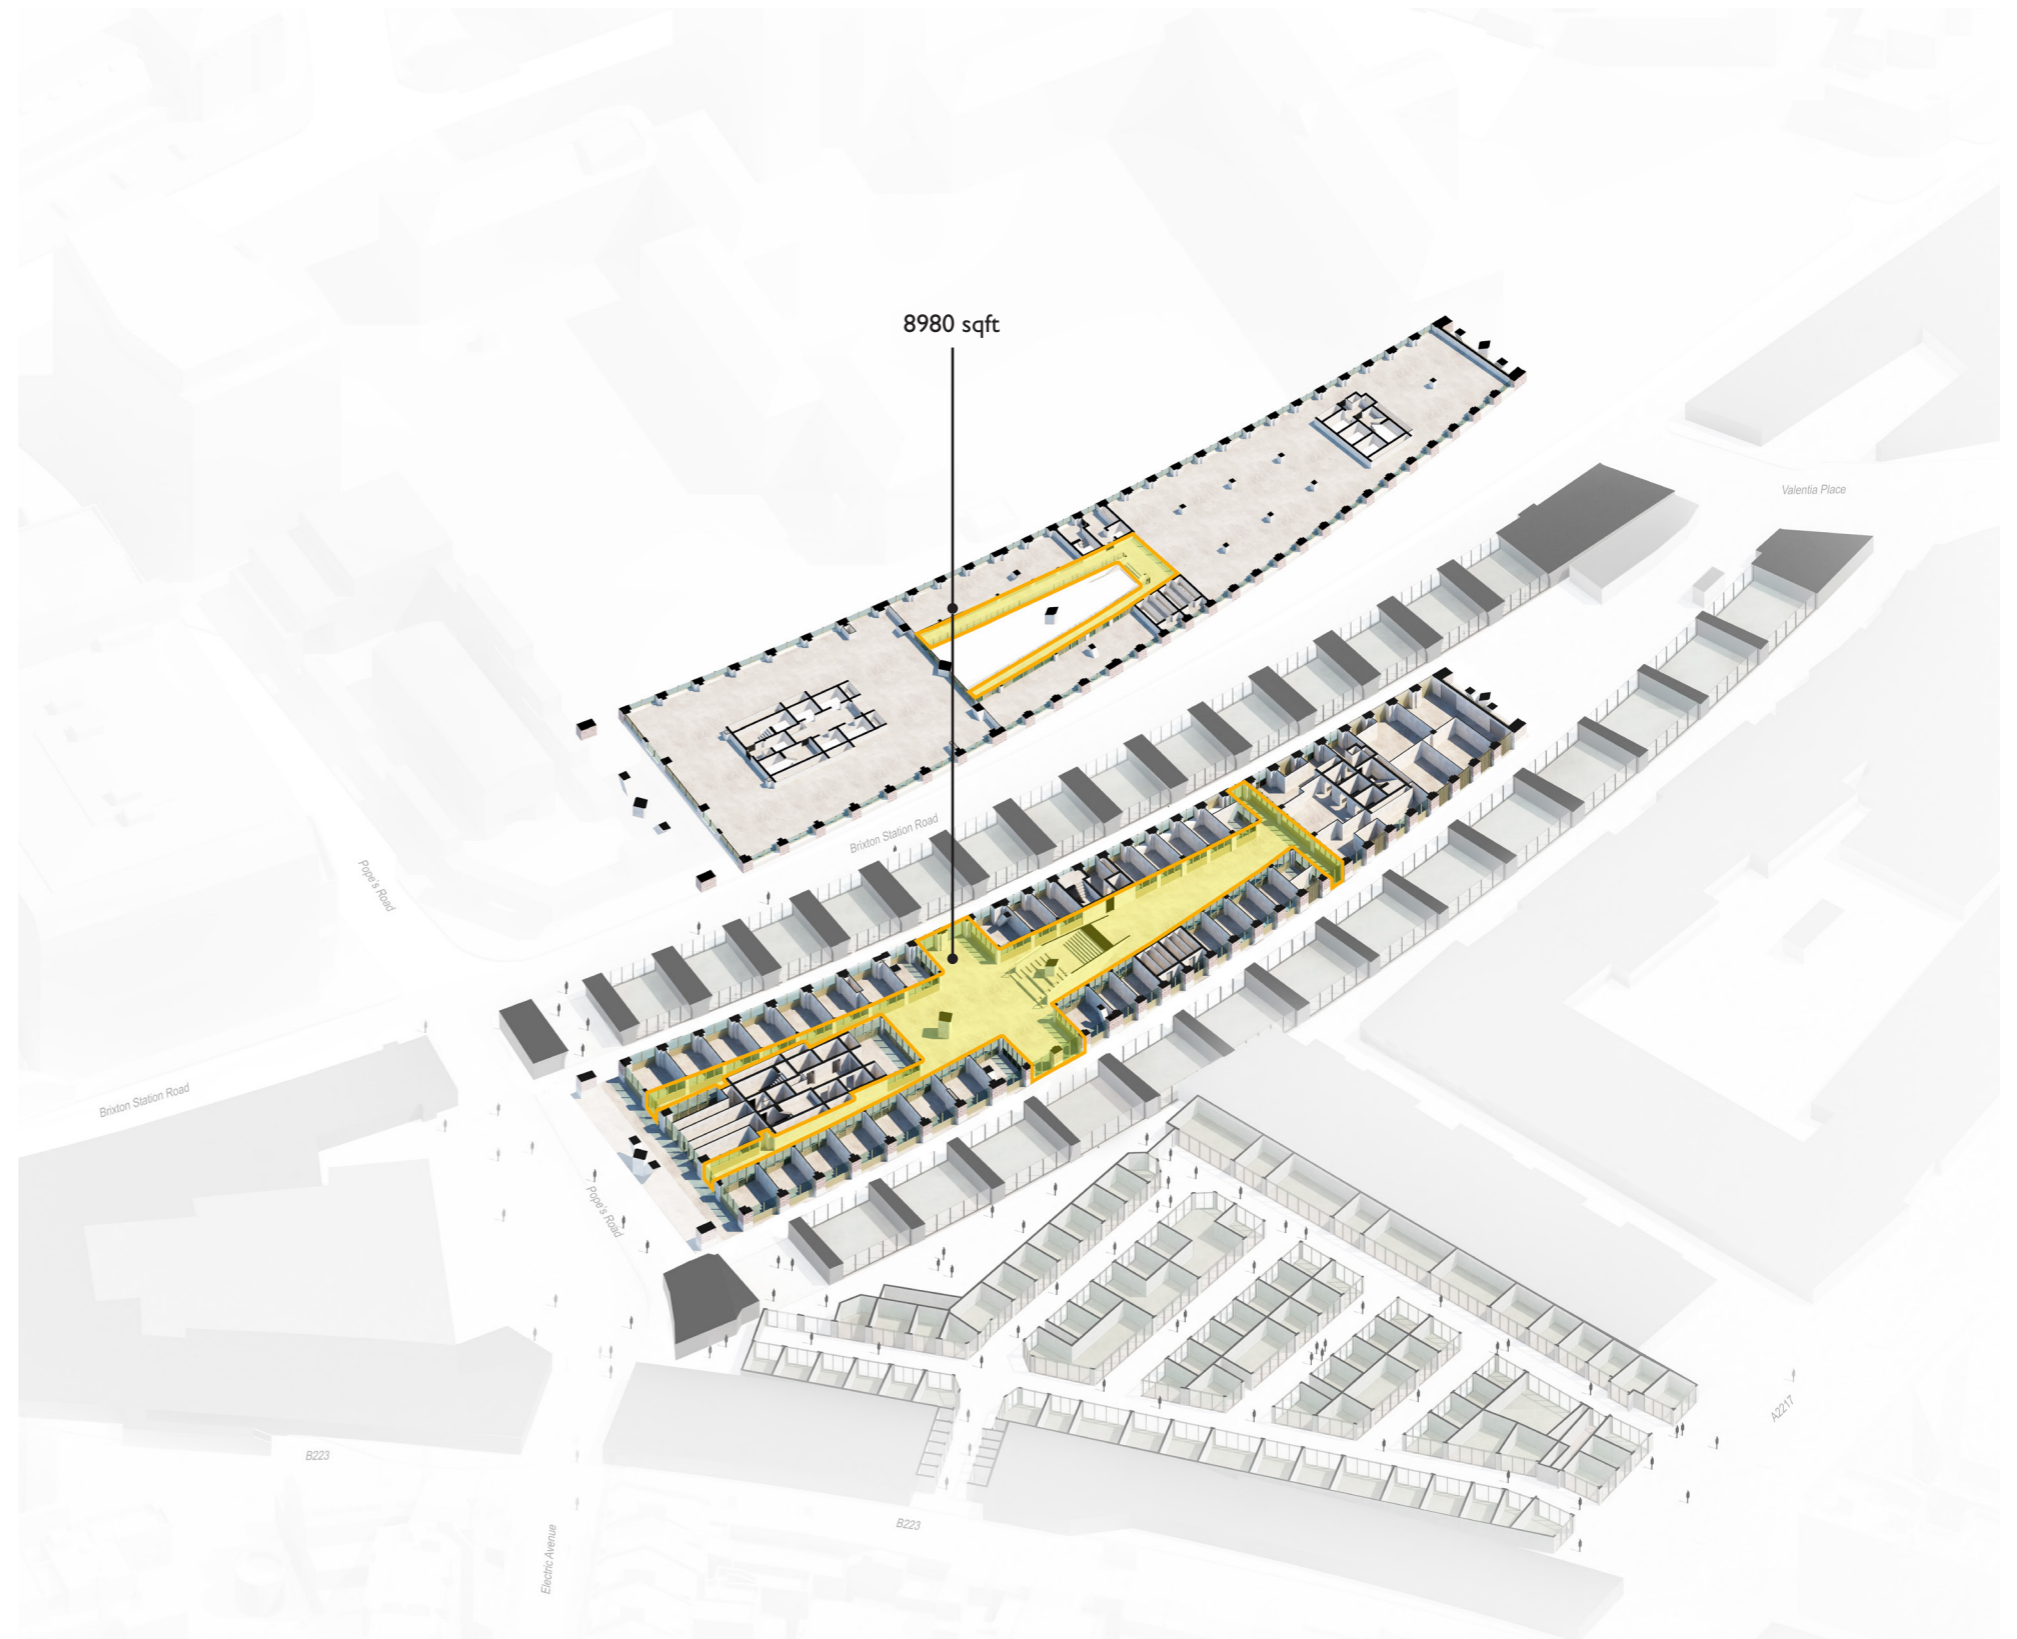 8980 sqft
Valentia Place
Brixton Station Road
Pope's Road
Brixton Station Road
Pope's Road
A2217
B223
B223
Electric Avenue